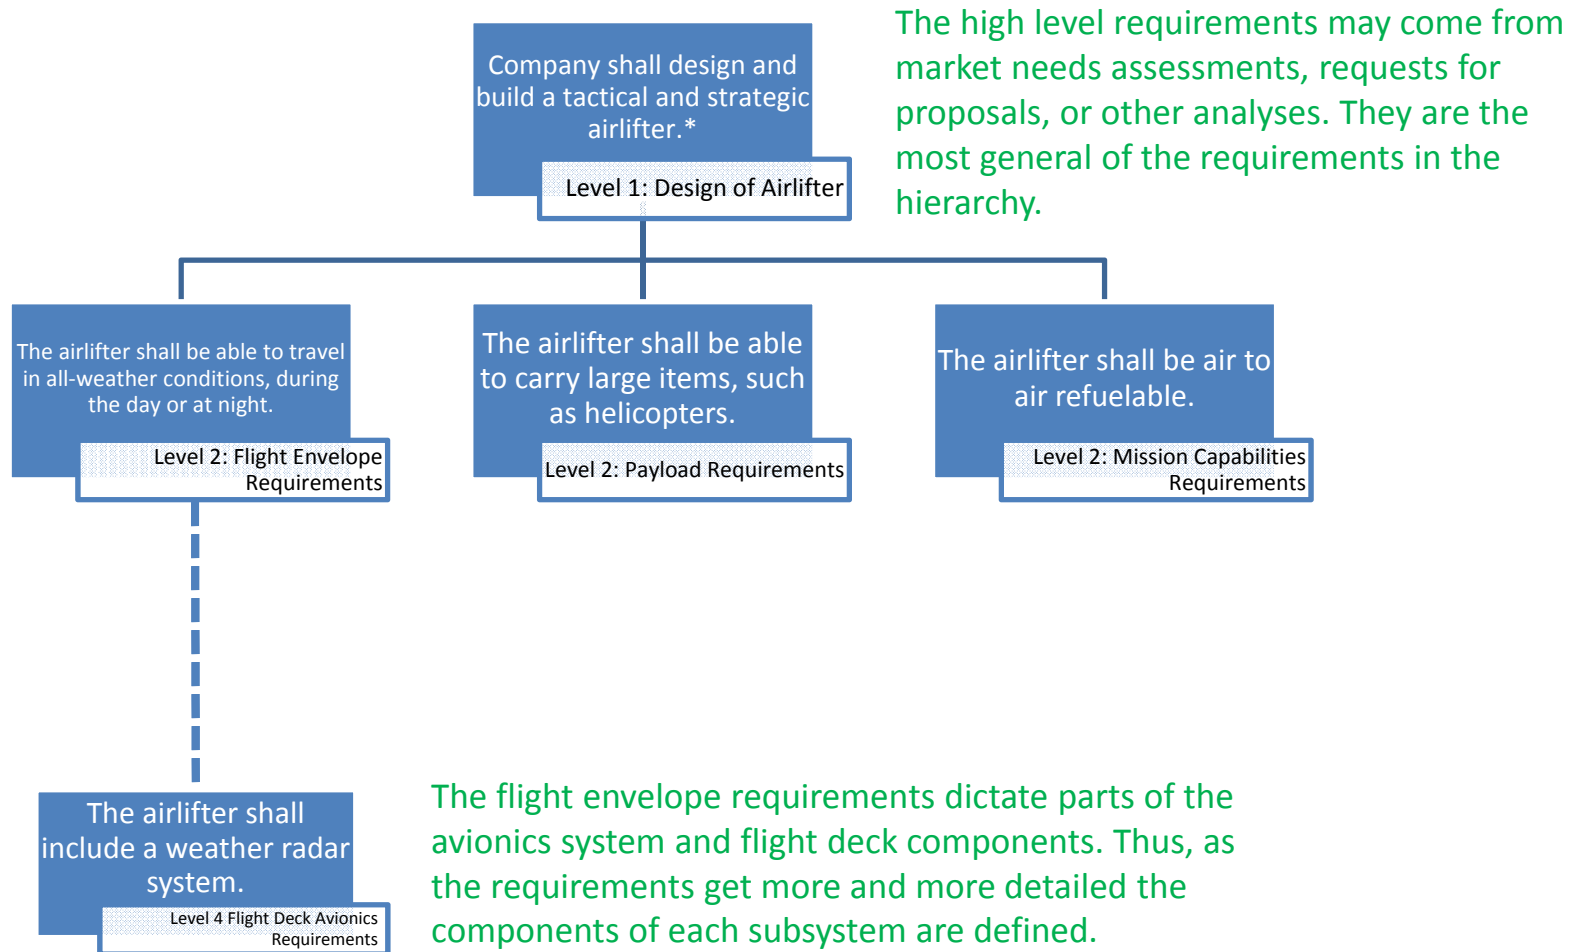 Company shall design and
build a tactical and strategic
airlifter.*
Level 1: Design of Airlifter
The high level requirements may come from
market needs assessments, requests for
proposals, or other analyses. They are the
most general of the requirements in the
hierarchy.
The airlifter shall be able to travel
in all-weather conditions, during
the day or at night.
Level 2: Flight Envelope
Requirements
The airlifter shall be able
to carry large items, such
as helicopters.
Level 2: Payload Requirements
The airlifter shall be air to
air refuelable.
Level 2: Mission Capabilities
Requirements
The airlifter shall
include a weather radar
system.
Level 4 Flight Deck Avionics
Requirements
The flight envelope requirements dictate parts of the
avionics system and flight deck components. Thus, as
the requirements get more and more detailed the
components of each subsystem are defined.